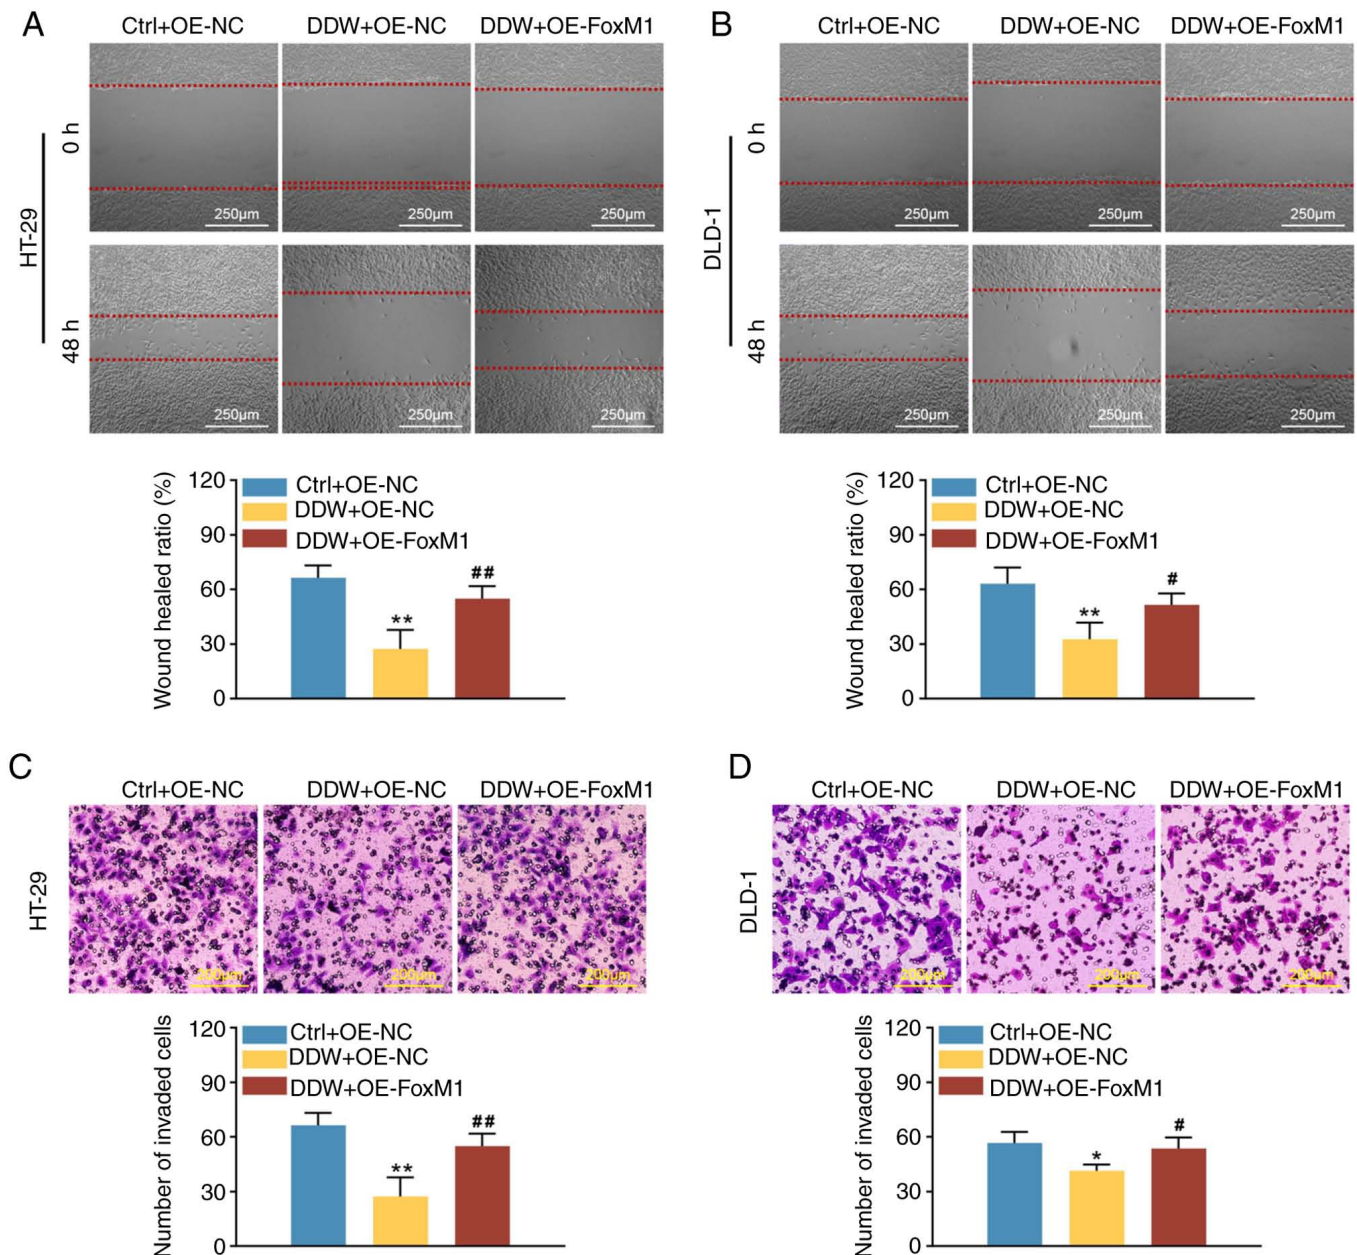 A
Ctrl+OE-NC DDW+OE-NC DDW+OE-FoxM1
HT-29
0 h
250μm 250μm 250μm
48 h
250μm 250μm 250μm
Wound healed ratio (%)
120
90
60
30
0
Ctrl+OE-NC
DDW+OE-NC
DDW+OE-FoxM1
**
##
B
Ctrl+OE-NC DDW+OE-NC DDW+OE-FoxM1
DLD-1
0 h
250μm 250μm 250μm
48 h
250μm 250μm 250μm
Wound healed ratio (%)
120
90
60
30
0
Ctrl+OE-NC
DDW+OE-NC
DDW+OE-FoxM1
**
#
C
Ctrl+OE-NC DDW+OE-NC DDW+OE-FoxM1
HT-29
200μm 200μm 200μm
Number of invaded cells
120
90
60
30
0
Ctrl+OE-NC
DDW+OE-NC
DDW+OE-FoxM1
**
##
D
Ctrl+OE-NC DDW+OE-NC DDW+OE-FoxM1
DLD-1
200μm 200μm 200μm
Number of invaded cells
120
90
60
30
0
Ctrl+OE-NC
DDW+OE-NC
DDW+OE-FoxM1
*
#